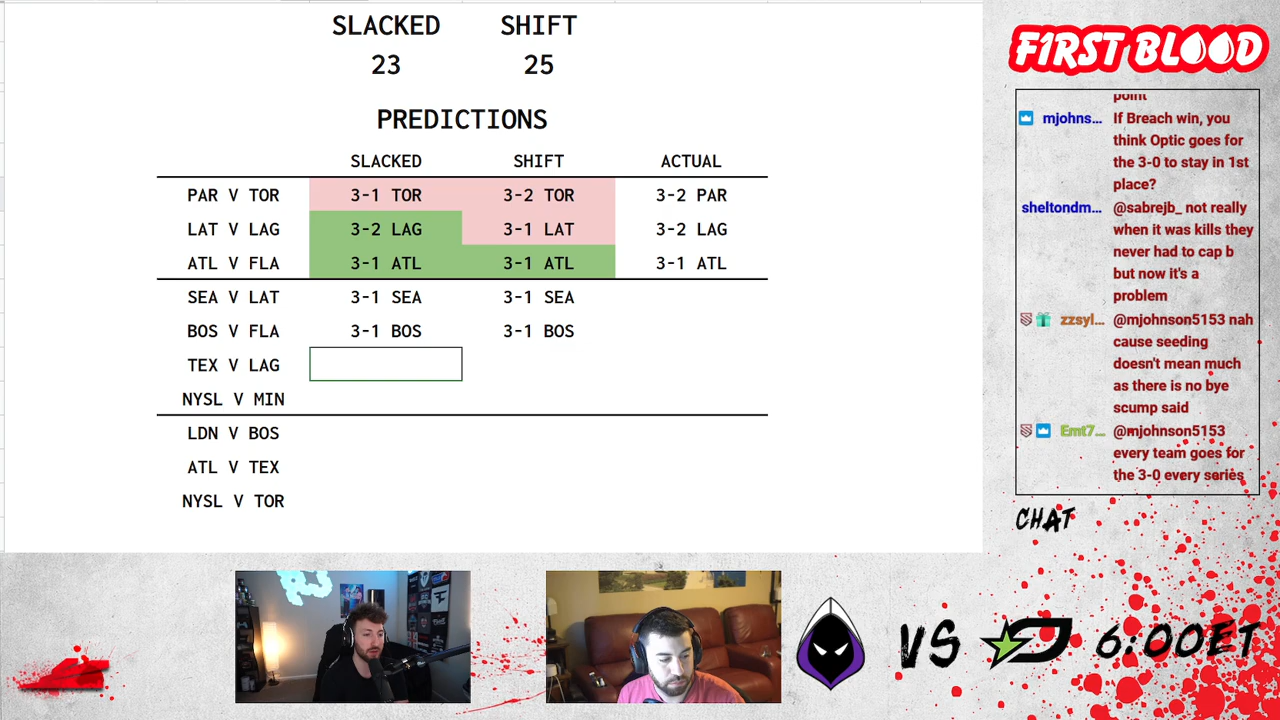 SLACKED SHIFT
23 25
PREDICTIONS
SLACKED SHIFT ACTUAL
PAR V TOR 3-1 TOR 3-2 TOR 3-2 PAR
LAT V LAG 3-2 LAG 3-1 LAT 3-2 LAG
ATL V FLA 3-1 ATL 3-1 ATL 3-1 ATL
SEA V LAT 3-1 SEA 3-1 SEA
BOS V FLA 3-1 BOS 3-1 BOS
TEX V LAG
NYSL V MIN
LDN V BOS
ATL V TEX
NYSL V TOR
F1RST BLOOD
point
mjohns... If Breach win, you
think Optic goes for
the 3-0 to stay in 1st
place?
sheltondm... @sabrejb_ not really
when it was kills they
never had to cap b
but now it's a
problem
zzsyl... @mjohnson5153 nah
cause seeding
doesn't mean much
as there is no bye
scump said
Emt7... @mjohnson5153
every team goes for
the 3-0 every series
CHAT
VS 6:00ET